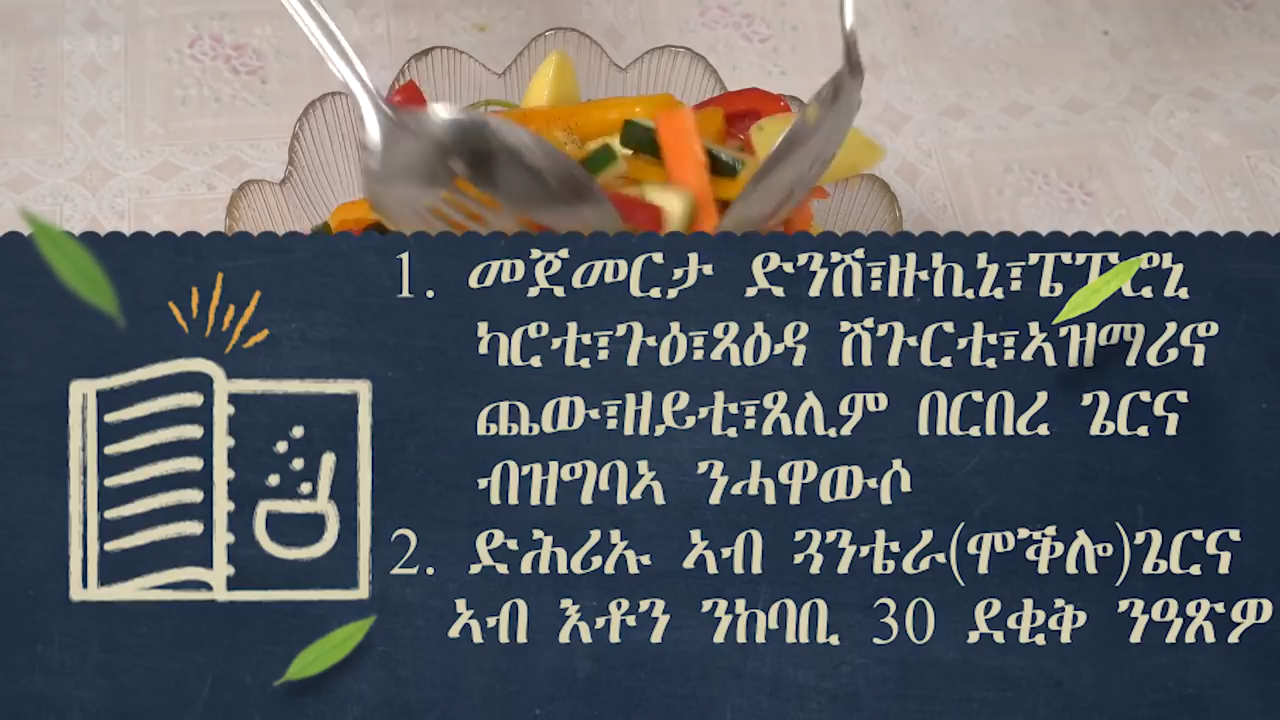 1. መጀመርታ ድንሽ፣ዙኪኒ፣ፔፐሮኒ
ካሮቲ፣ጉዕ፣ጻዕዳ ሽጉርቲ፣ኣዝማሪኖ
ጨው፣ዘይቲ፣ጸሊም በርበረ ጌርና
ብዝግባኣ ንሓዋውሶ
2. ድሕሪኡ ኣብ ጓንቴራ(ሞቕሎ)ጌርና
ኣብ እቶን ንከባቢ 30 ደቂቅ ንዓጽዎ